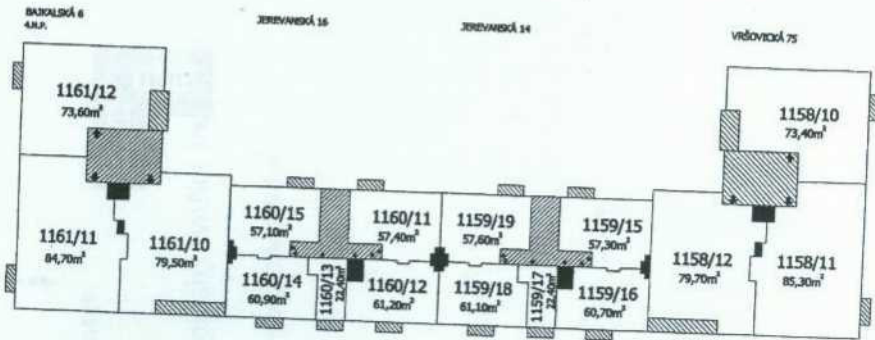 BAJKALSKÁ 6
4.N.P.
JEREVANSKÁ 16
JEREVANSKÁ 14
VRŠOVICKÁ 75
1161/12
73,60m²
1158/10
73,40m²
1161/11
84,70m²
1161/10
79,50m²
1160/15
57,10m²
1160/11
57,40m²
1159/19
57,60m²
1159/15
57,30m²
1160/14
60,90m²
1160/13
22,40m²
1160/12
61,20m²
1159/18
61,10m²
1159/17
22,40m²
1159/16
60,70m²
1158/12
79,70m²
1158/11
85,30m²